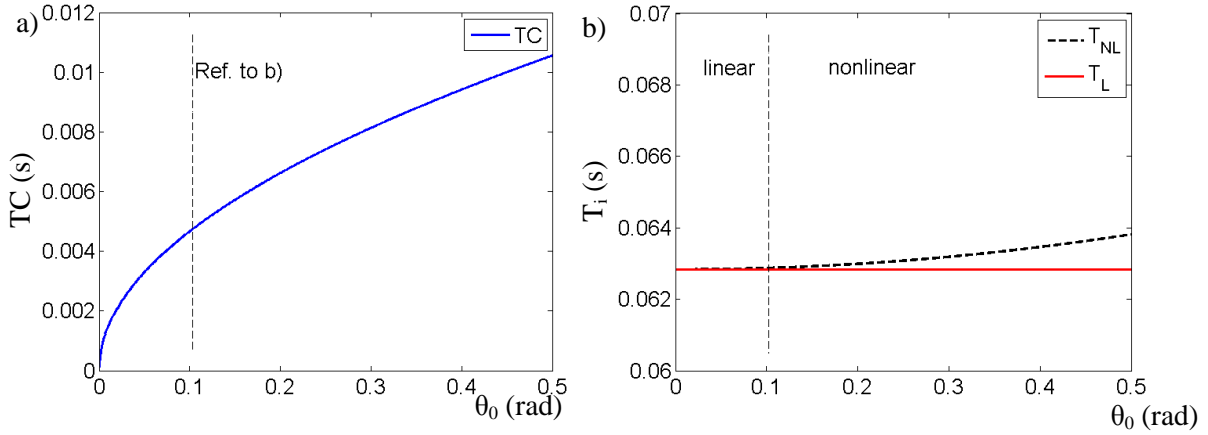 a)
TC (s)
0.012
0.01
0.008
0.006
0.004
0.002
0
TC
Ref. to b)
0 0.1 0.2 0.3 0.4 0.5
θ0 (rad)
b)
Ti (s)
0.07
0.068
0.066
0.064
0.062
0.06
linear nonlinear
TNL
TL
0 0.1 0.2 0.3 0.4 0.5
θ0 (rad)